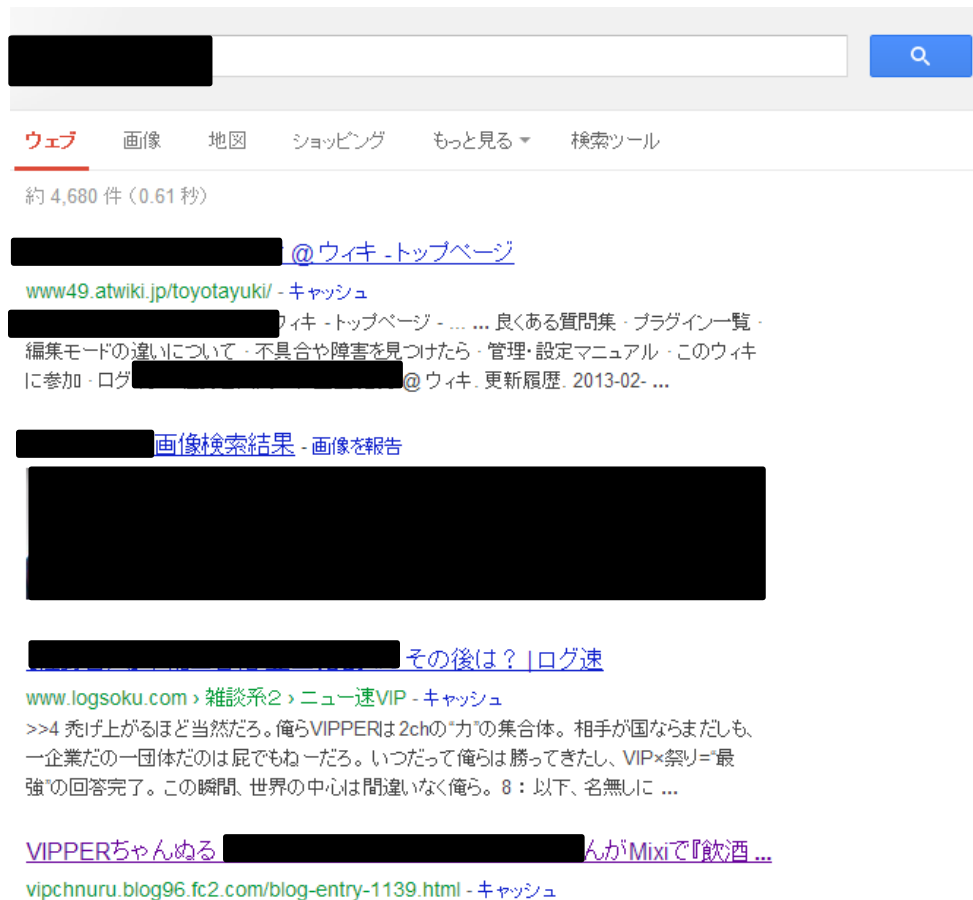 ウェブ 画像 地図 ショッピング もっと見る 検索ツール
約 4,680 件 (0.61 秒)
@ ウィキ - トップページ
www49.atwiki.jp/toyotayuki/ - キャッシュ
ウィキ - トップページ - ... ... 良くある質問集 · プラグイン一覧 ·
編集モードの違いについて · 不具合や障害を見つけたら · 管理・設定マニュアル · このウィキ
に参加 · ログ @ ウィキ. 更新履歴. 2013-02- ...
画像検索結果 - 画像を報告
その後は？ | ログ速
www.logsoku.com › 雑談系２ › ニュー速VIP - キャッシュ
>>4 禿げ上がるほど当然だろ。俺らVIPPERは2chの“力”の集合体。 相手が国ならまだしも、
一企業だの一団体だのは屁でもねーだろ。 いつだって俺らは勝ってきたし、VIP×祭り=“最
強”の回答完了。 この瞬間、世界の中心は間違いなく俺ら。 8 ： 以下、名無しに ...
VIPPERちゃんぬる んがMixiで『飲酒 ...
vipchnuru.blog96.fc2.com/blog-entry-1139.html - キャッシュ